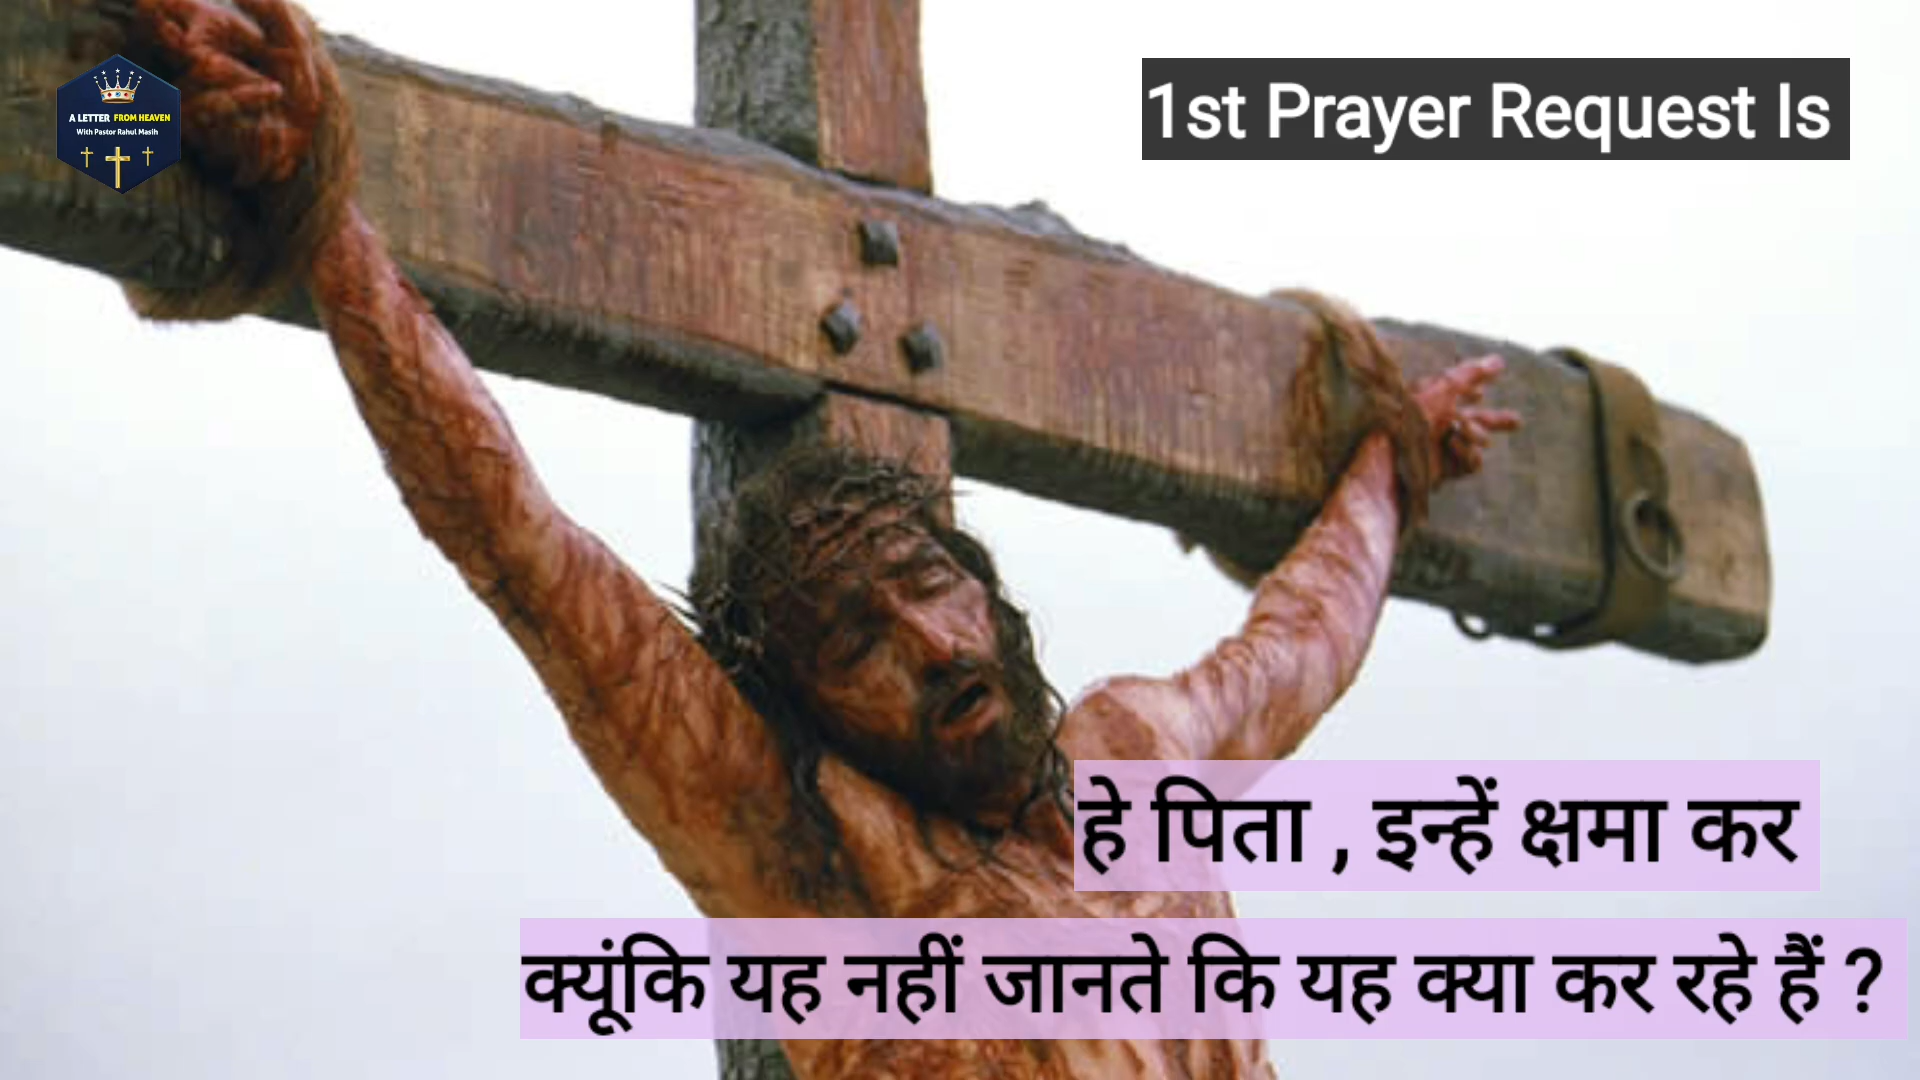 A LETTER FROM HEAVEN
With Pastor Rahul Masih
1st Prayer Request Is
हे पिता , इन्हें क्षमा कर
क्यूंकि यह नहीं जानते कि यह क्या कर रहे हैं ?